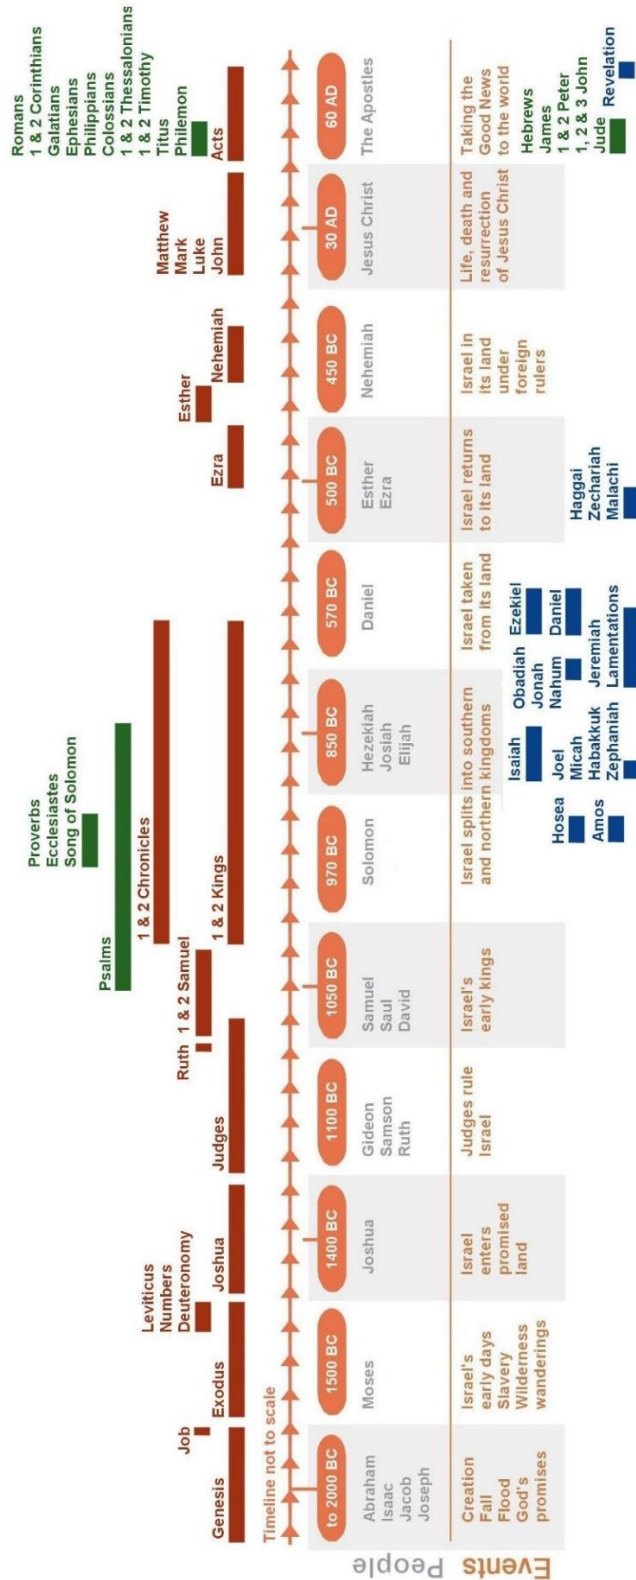 Proverbs
Ecclesiastes
Song of Solomon
Psalms
1 & 2 Chronicles
Romans
1 & 2 Corinthians
Galatians
Ephesians
Philippians
Colossians
1 & 2 Thessalonians
1 & 2 Timothy
Titus
Philemon
Job
Leviticus
Numbers
Deuteronomy
Ruth
1 & 2 Samuel
Esther
Matthew
Mark
Luke
John
Genesis
Exodus
Joshua
Judges
1 & 2 Kings
Ezra
Nehemiah
Acts
Timeline not to scale
to 2000 BC
1500 BC
1400 BC
1100 BC
1050 BC
970 BC
850 BC
570 BC
500 BC
450 BC
30 AD
60 AD
People
Abraham
Isaac
Jacob
Joseph
Moses
Joshua
Gideon
Samson
Ruth
Samuel
Saul
David
Solomon
Hezekiah
Josiah
Elijah
Daniel
Esther
Ezra
Nehemiah
Jesus Christ
The Apostles
Events
Creation
Fall
Flood
God's
promises
Israel's
early days
Slavery
Wilderness
wanderings
Israel
enters
promised
land
Judges rule
Israel
Israel's
early kings
Israel splits into southern
and northern kingdoms
Israel taken
from its land
Israel returns
to its land
Israel in
its land
under
foreign
rulers
Life, death and
resurrection
of Jesus Christ
Taking the
Good News
to the world
Hosea
Amos
Isaiah
Joel
Micah
Habakkuk
Zephaniah
Obadiah
Jonah
Nahum
Jeremiah
Lamentations
Ezekiel
Daniel
Haggai
Zechariah
Malachi
Hebrews
James
1 & 2 Peter
1, 2 & 3 John
Jude
Revelation